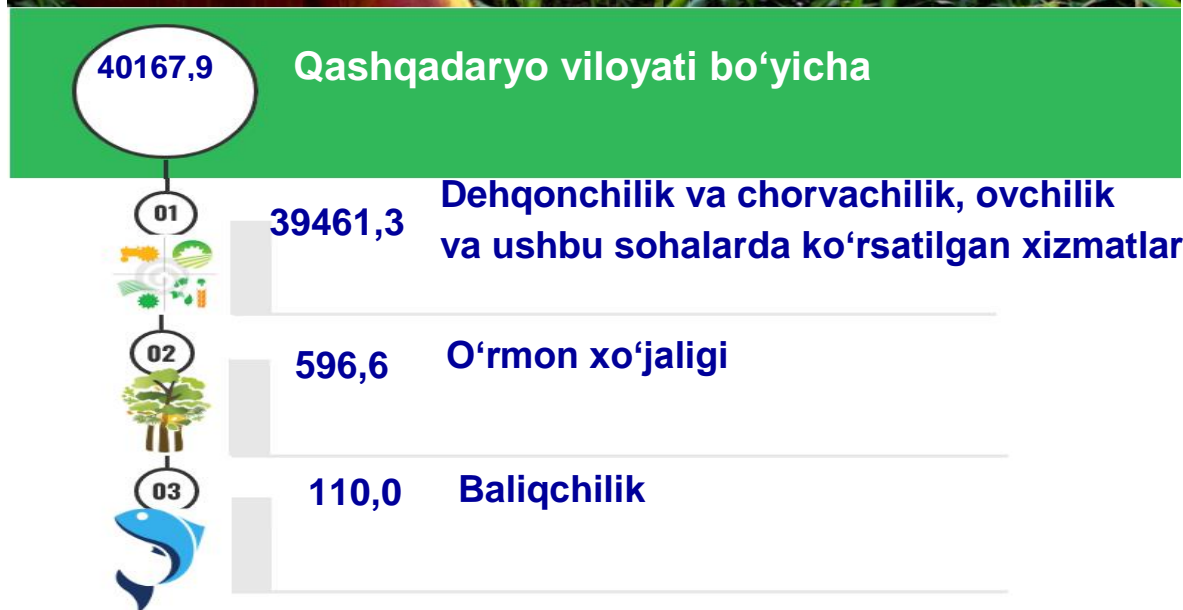 40167,9 Qashqadaryo viloyati bo‘yicha
01
39461,3
Dehqonchilik va chorvachilik, ovchilik
va ushbu sohalarda ko‘rsatilgan xizmatlar
02
596,6 O‘rmon xo‘jaligi
03
110,0 Baliqchilik